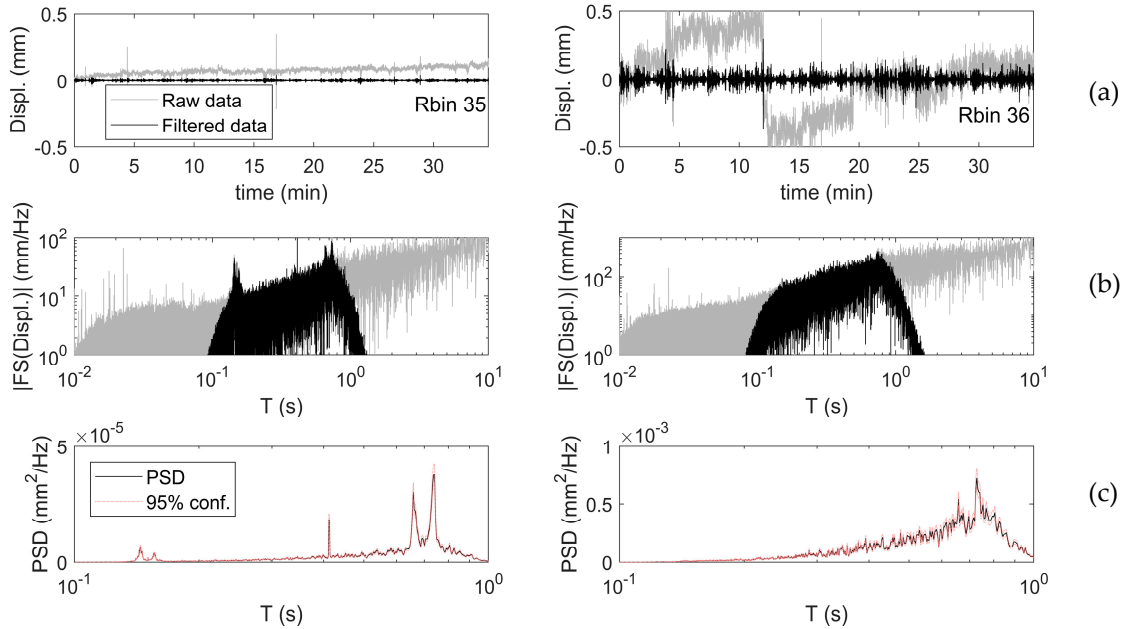 0.5
0
-0.5
Displ. (mm)
Raw data
Filtered data
Rbin 35
0 5 10 15 20 25 30
time (min)
0.5
0
-0.5
Displ. (mm)
Rbin 36
0 5 10 15 20 25 30
time (min)
(a)
10^2
10^1
10^0
|FS(Displ.)| (mm/Hz)
10^-2 10^-1 10^0 10^1
T (s)
10^2
10^0
|FS(Displ.)| (mm/Hz)
10^-2 10^-1 10^0 10^1
T (s)
(b)
×10^-5
5
0
PSD (mm^2/Hz)
PSD
95% conf.
10^-1 10^0
T (s)
×10^-3
1
0.5
0
PSD (mm^2/Hz)
10^-1 10^0
T (s)
(c)